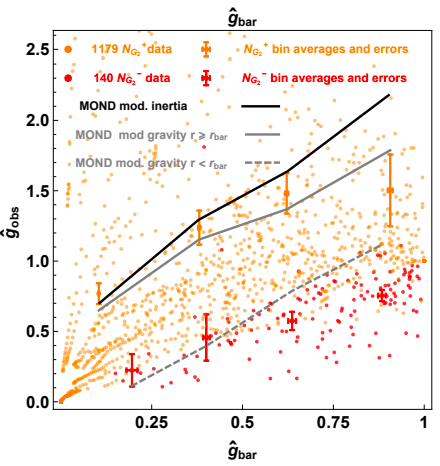 ĝbar
1179 NG2+ data NG2+ bin averages and errors
140 NG2- data NG2- bin averages and errors
MOND mod. inertia
MOND mod gravity r ⩾ rbar
MOND mod. gravity r < rbar
ĝobs
2.5
2.0
1.5
1.0
0.5
0.0
0.25 0.5 0.75 1
ĝbar